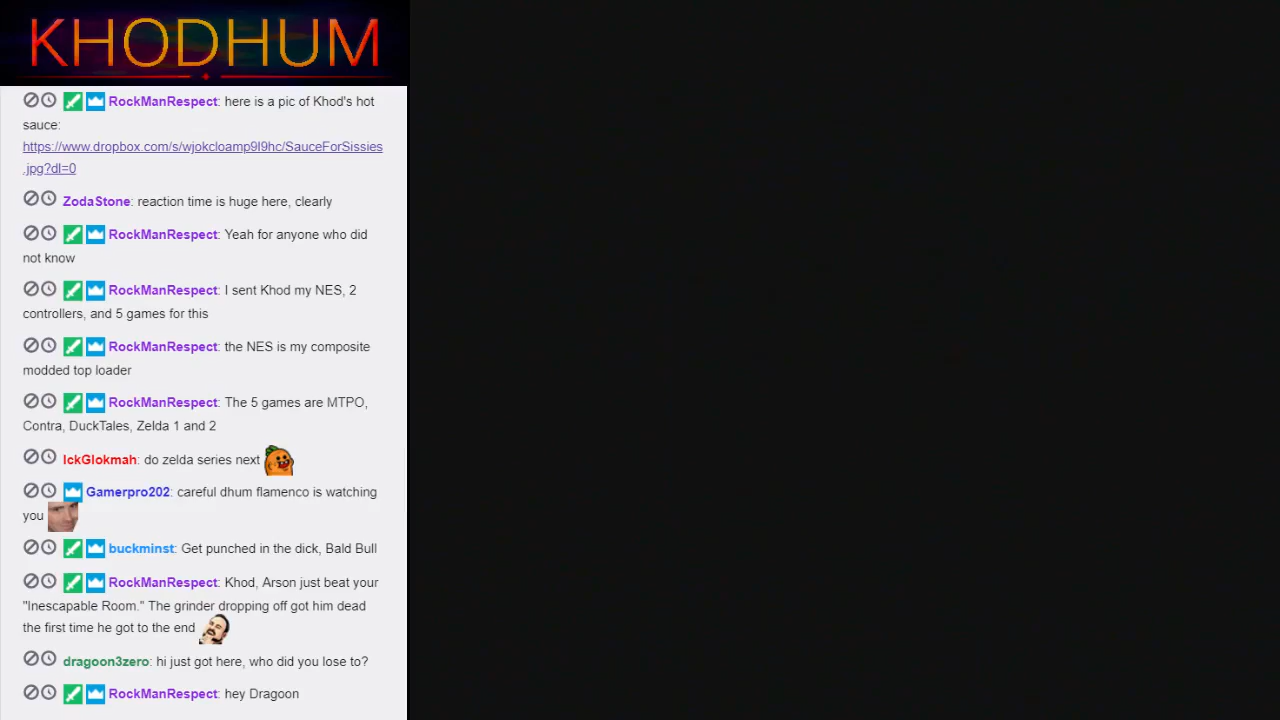 KHODHUM
RockManRespect: here is a pic of Khod's hot
sauce:
https://www.dropbox.com/s/wjokcloamp9l9hc/SauceForSissies
.jpg?dl=0
ZodaStone: reaction time is huge here, clearly
RockManRespect: Yeah for anyone who did
not know
RockManRespect: I sent Khod my NES, 2
controllers, and 5 games for this
RockManRespect: the NES is my composite
modded top loader
RockManRespect: The 5 games are MTPO,
Contra, DuckTales, Zelda 1 and 2
IckGlokmah: do zelda series next
Gamerpro202: careful dhum flamenco is watching
you
buckminst: Get punched in the dick, Bald Bull
RockManRespect: Khod, Arson just beat your
"Inescapable Room." The grinder dropping off got him dead
the first time he got to the end
dragoon3zero: hi just got here, who did you lose to?
RockManRespect: hey Dragoon